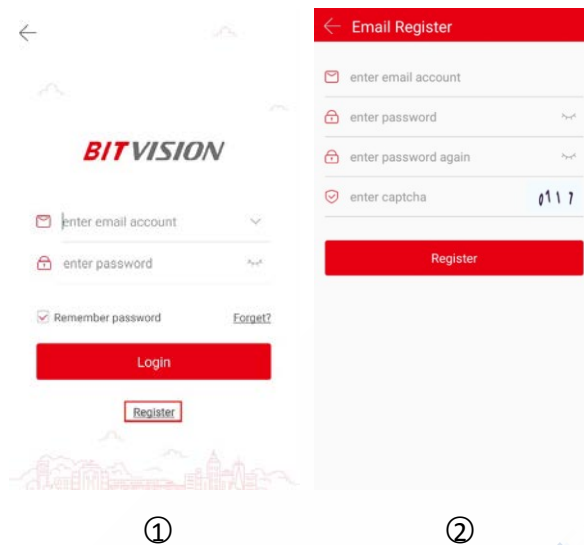 BITVISION
enter email account
enter password
Remember password Forget?
Login
Register
①
Email Register
enter email account
enter password
enter password again
enter captcha 0917
Register
②